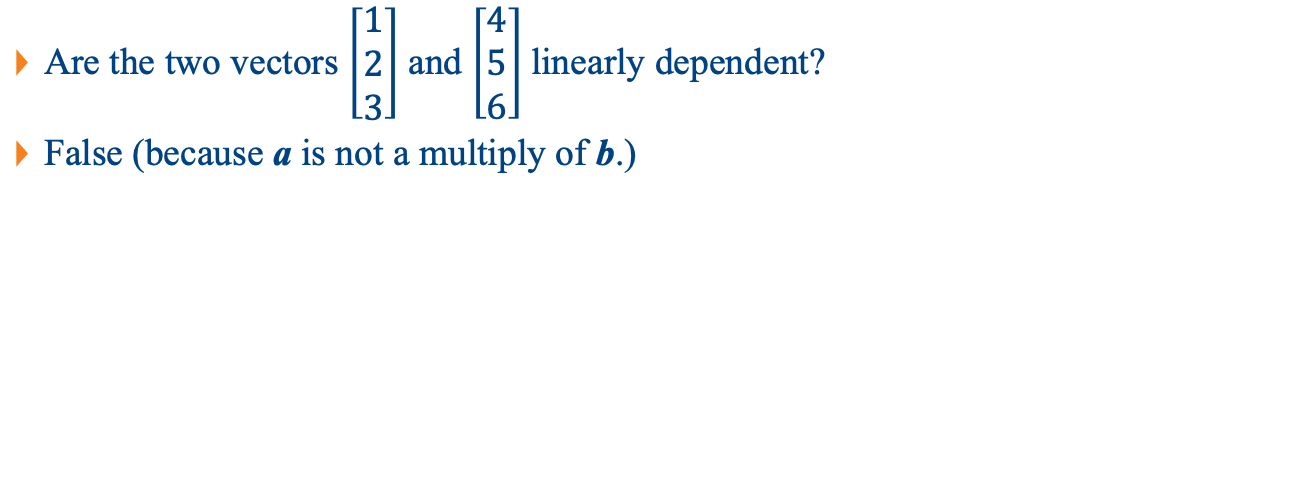 Are the two vectors [1 2 3] and [4 5 6] linearly dependent?
False (because a is not a multiply of b.)